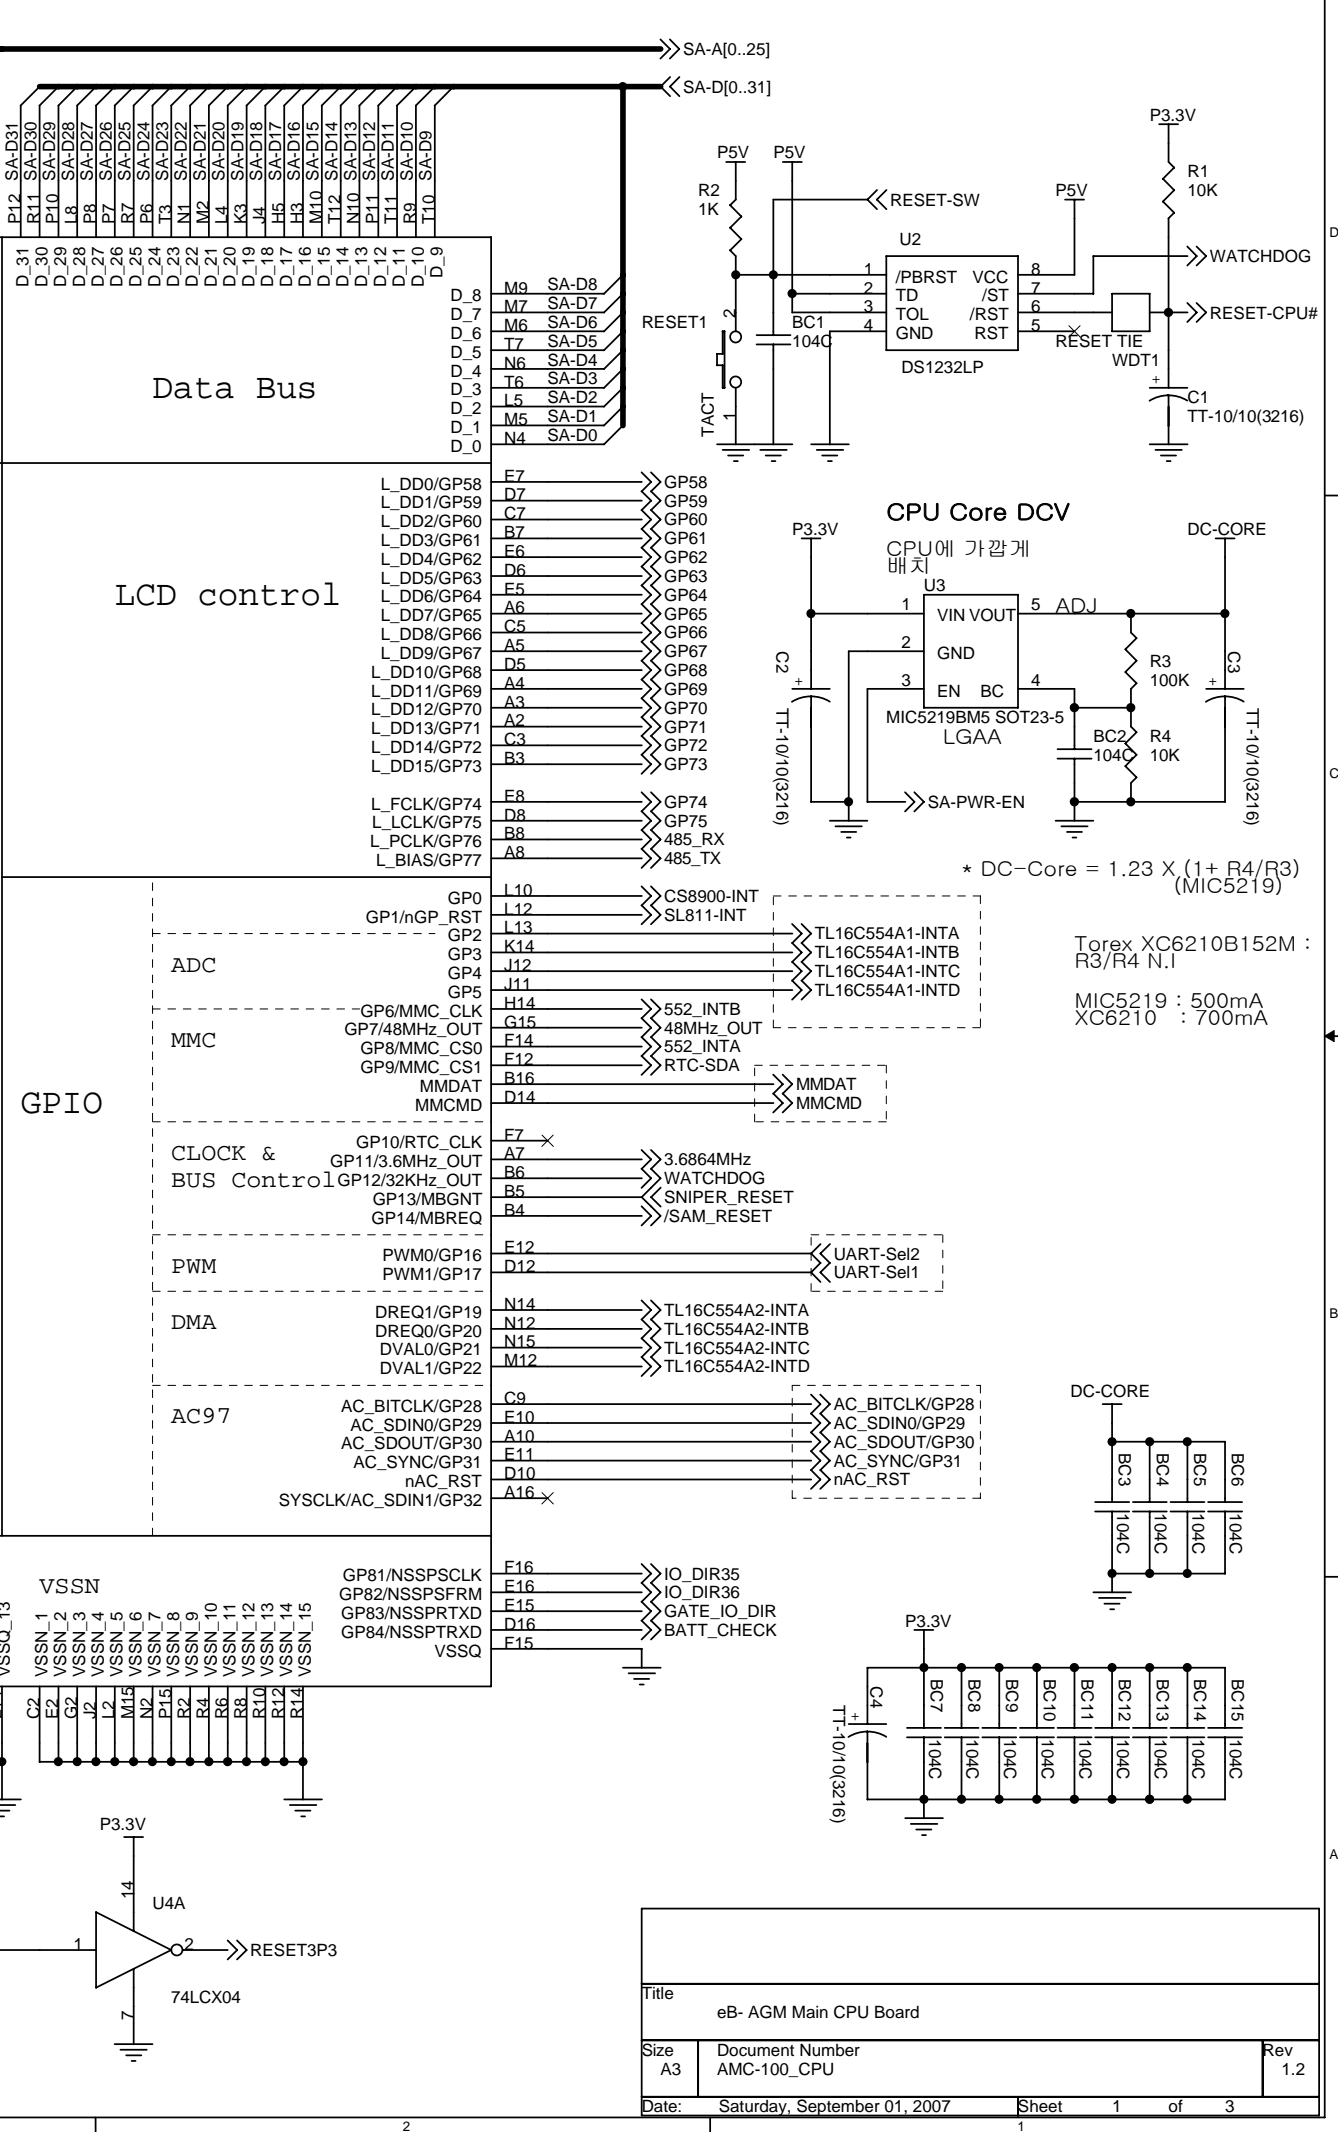 SA-A[0..25]
SA-D[0..31]
P12 SA-D31
R11 SA-D30
P10 SA-D29
L8 SA-D28
P8 SA-D27
P7 SA-D26
R7 SA-D25
P6 SA-D24
T3 SA-D23
N1 SA-D22
M2 SA-D21
L4 SA-D20
K3 SA-D19
J4 SA-D18
H5 SA-D17
H3 SA-D16
M10 SA-D15
T12 SA-D14
N10 SA-D13
P11 SA-D12
T11 SA-D11
R9 SA-D10
T10 SA-D9
D_31
D_30
D_29
D_28
D_27
D_26
D_25
D_24
D_23
D_22
D_21
D_20
D_19
D_18
D_17
D_16
D_15
D_14
D_13
D_12
D_11
D_10
D_9
D_8 M9 SA-D8
D_7 M7 SA-D7
D_6 M6 SA-D6
D_5 T7 SA-D5
D_4 N6 SA-D4
D_3 T6 SA-D3
D_2 L5 SA-D2
D_1 M5 SA-D1
D_0 N4 SA-D0
Data Bus
P5V
P5V
R2
1K
RESET-SW
P5V
P3.3V
R1
10K
U2
WATCHDOG
1 /PBRST VCC 8
2 TD /ST 7
3 TOL /RST 6
4 GND RST 5
DS1232LP
RESET1
2
1
TACT
BC1
104C
RESET TIE
WDT1
RESET-CPU#
+
C1
TT-10/10(3216)
LCD control
L_DD0/GP58 E7 GP58
L_DD1/GP59 D7 GP59
L_DD2/GP60 C7 GP60
L_DD3/GP61 B7 GP61
L_DD4/GP62 E6 GP62
L_DD5/GP63 D6 GP63
L_DD6/GP64 E5 GP64
L_DD7/GP65 A6 GP65
L_DD8/GP66 C5 GP66
L_DD9/GP67 A5 GP67
L_DD10/GP68 D5 GP68
L_DD11/GP69 A4 GP69
L_DD12/GP70 A3 GP70
L_DD13/GP71 A2 GP71
L_DD14/GP72 C3 GP72
L_DD15/GP73 B3 GP73
L_FCLK/GP74 E8 GP74
L_LCLK/GP75 D8 GP75
L_PCLK/GP76 B8 485_RX
L_BIAS/GP77 A8 485_TX
CPU Core DCV
CPU에 가깝게
배치
P3.3V
DC-CORE
U3
1 VIN VOUT 5 ADJ
2 GND
3 EN BC 4
MIC5219BM5 SOT23-5
LGAA
C2
+
TT-10/10(3216)
R3
100K
BC2
104C
R4
10K
C3
+
TT-10/10(3216)
SA-PWR-EN
* DC-Core = 1.23 X (1+ R4/R3)
(MIC5219)
Torex XC6210B152M :
R3/R4 N.I
MIC5219 : 500mA
XC6210 : 700mA
GPIO
GP0 L10 CS8900-INT
GP1/nGP_RST L12 SL811-INT
GP2 L13 TL16C554A1-INTA
ADC
GP3 K14 TL16C554A1-INTB
GP4 J12 TL16C554A1-INTC
GP5 J11 TL16C554A1-INTD
MMC
GP6/MMC_CLK H14 552_INTB
GP7/48MHz_OUT G15 48MHz_OUT
GP8/MMC_CS0 F14 552_INTA
GP9/MMC_CS1 F12 RTC-SDA
MMDAT B16 MMDAT
MMCMD D14 MMCMD
CLOCK &
BUS Control
GP10/RTC_CLK F7
GP11/3.6MHz_OUT A7 3.6864MHz
GP12/32KHz_OUT B6 WATCHDOG
GP13/MBGNT B5 SNIPER_RESET
GP14/MBREQ B4 /SAM_RESET
PWM
PWM0/GP16 E12 UART-Sel2
PWM1/GP17 D12 UART-Sel1
DMA
DREQ1/GP19 N14 TL16C554A2-INTA
DREQ0/GP20 N12 TL16C554A2-INTB
DVAL0/GP21 N15 TL16C554A2-INTC
DVAL1/GP22 M12 TL16C554A2-INTD
AC97
AC_BITCLK/GP28 C9 AC_BITCLK/GP28
AC_SDIN0/GP29 E10 AC_SDIN0/GP29
AC_SDOUT/GP30 A10 AC_SDOUT/GP30
AC_SYNC/GP31 E11 AC_SYNC/GP31
nAC_RST D10 nAC_RST
SYSCLK/AC_SDIN1/GP32 A16
DC-CORE
BC3 104C
BC4 104C
BC5 104C
BC6 104C
GP81/NSSPSCLK F16 IO_DIR35
GP82/NSSPSFRM E16 IO_DIR36
GP83/NSSPRTXD E15 GATE_IO_DIR
GP84/NSSPTRXD D16 BATT_CHECK
VSSQ F15
VSSN
VSSQ_13
VSSN_1 C2
VSSN_2 E2
VSSN_3 G2
VSSN_4 J2
VSSN_5 L2
VSSN_6 M15
VSSN_7 N2
VSSN_8 P15
VSSN_9 R2
VSSN_10 R4
VSSN_11 R6
VSSN_12 R8
VSSN_13 R10
VSSN_14 R12
VSSN_15 R14
P3.3V
C4
+
TT-10/10(3216)
BC7 104C
BC8 104C
BC9 104C
BC10 104C
BC11 104C
BC12 104C
BC13 104C
BC14 104C
BC15 104C
P3.3V
14
U4A
1
2
RESET3P3
74LCX04
7
Title
eB- AGM Main CPU Board
Size
A3
Document Number
AMC-100_CPU
Rev
1.2
Date: Saturday, September 01, 2007 Sheet 1 of 3
2
1
D
C
B
A